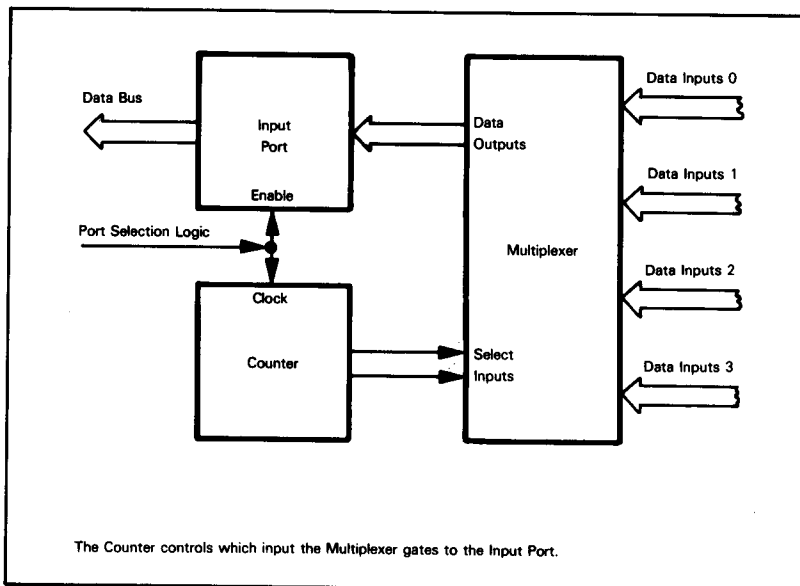 Data Bus
Input
Port
Enable
Port Selection Logic
Clock
Counter
Data
Outputs
Multiplexer
Select
Inputs
Data Inputs 0
Data Inputs 1
Data Inputs 2
Data Inputs 3
The Counter controls which input the Multiplexer gates to the Input Port.